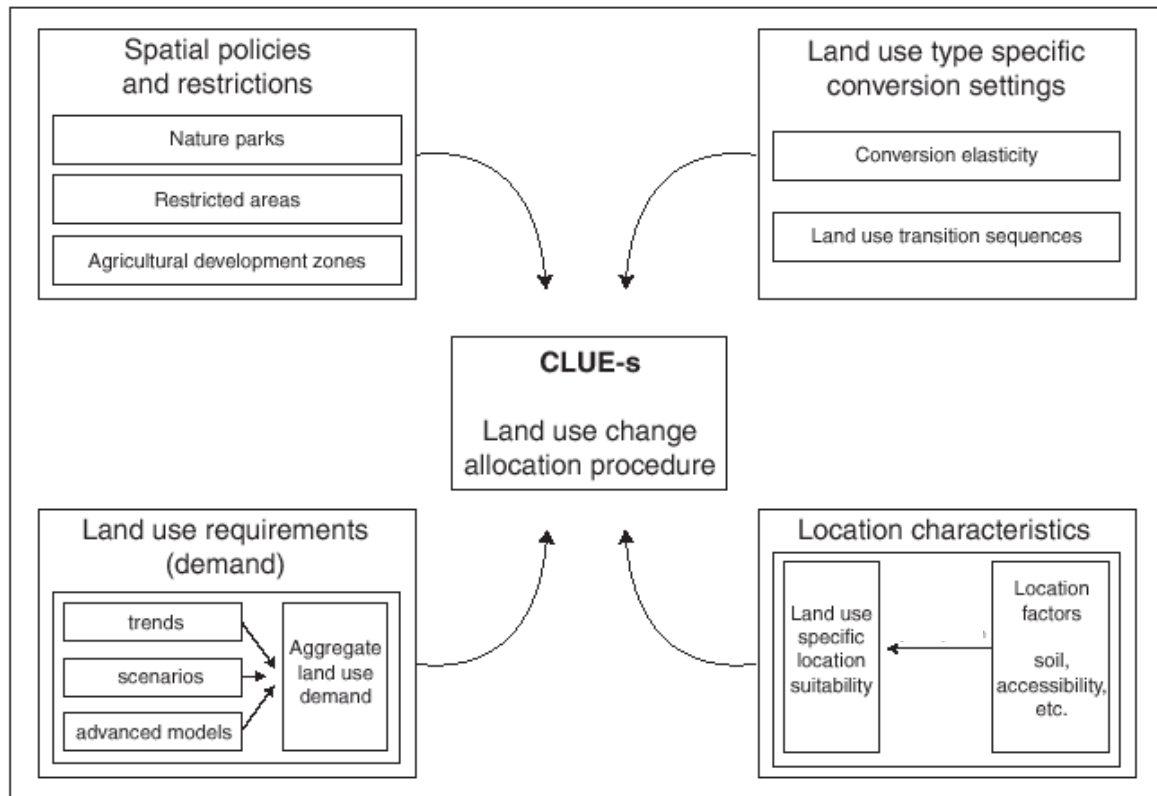 Spatial policies
and restrictions
Nature parks
Restricted areas
Agricultural development zones
Land use type specific
conversion settings
Conversion elasticity
Land use transition sequences
CLUE-s
Land use change
allocation procedure
Land use requirements
(demand)
trends
scenarios
advanced models
Aggregate
land use
demand
Location characteristics
Land use
specific
location
suitability
Location
factors
soil,
accessibility,
etc.